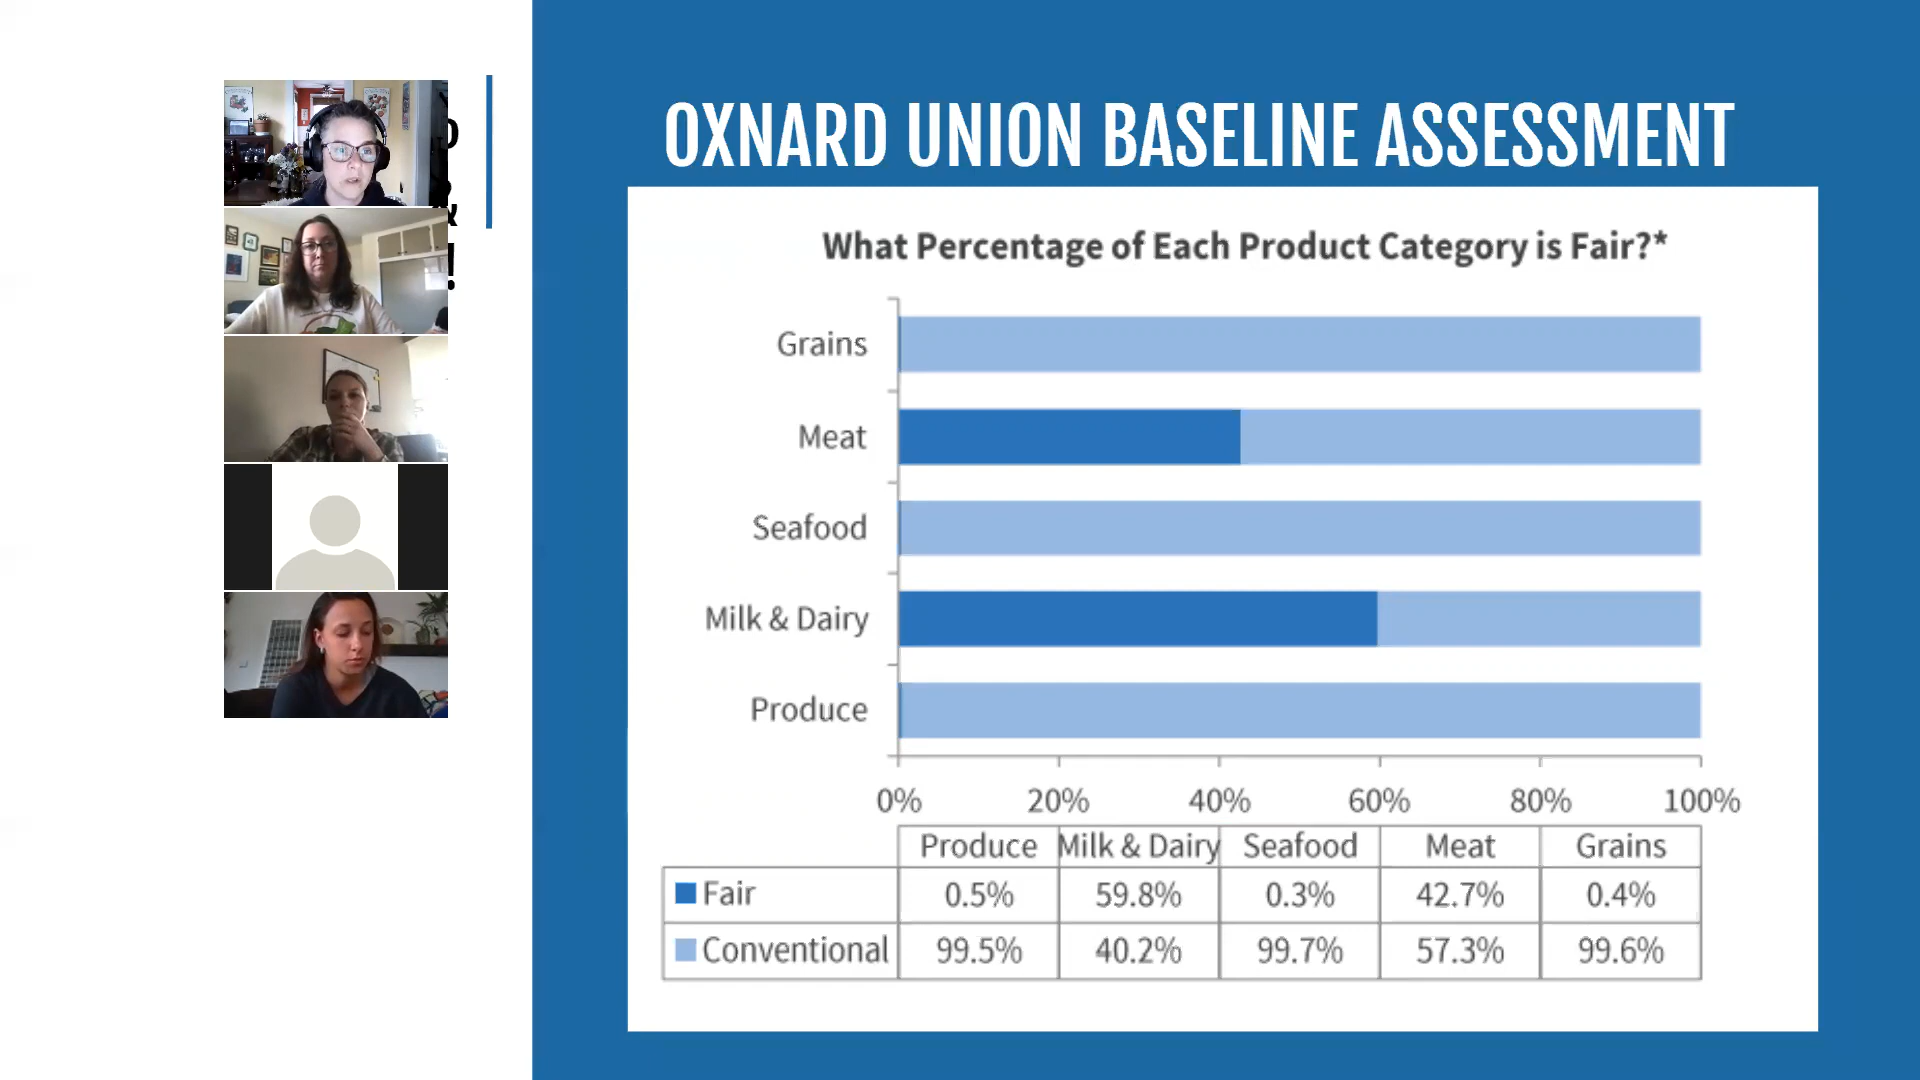 OXNARD UNION BASELINE ASSESSMENT
What Percentage of Each Product Category is Fair?*
Grains
Meat
Seafood
Milk & Dairy
Produce
0% 20% 40% 60% 80% 100%
Produce Milk & Dairy Seafood Meat Grains
Fair 0.5% 59.8% 0.3% 42.7% 0.4%
Conventional 99.5% 40.2% 99.7% 57.3% 99.6%